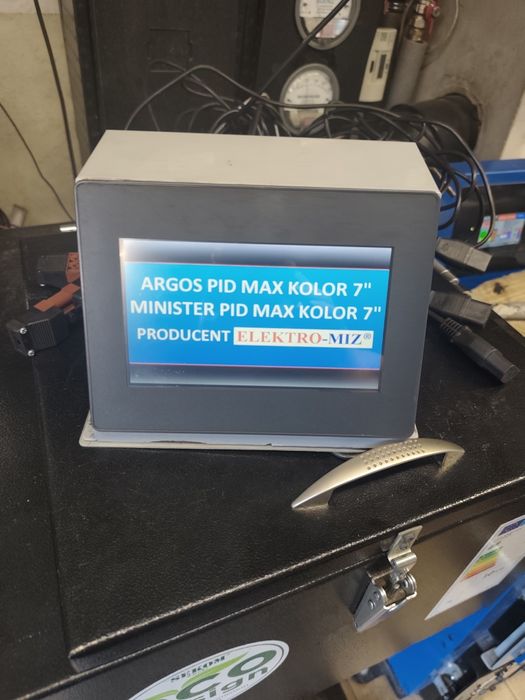 ARGOS PID MAX KOLOR 7"
MINISTER PID MAX KOLOR 7"
PRODUCENT ELEKTRO-MIZ®